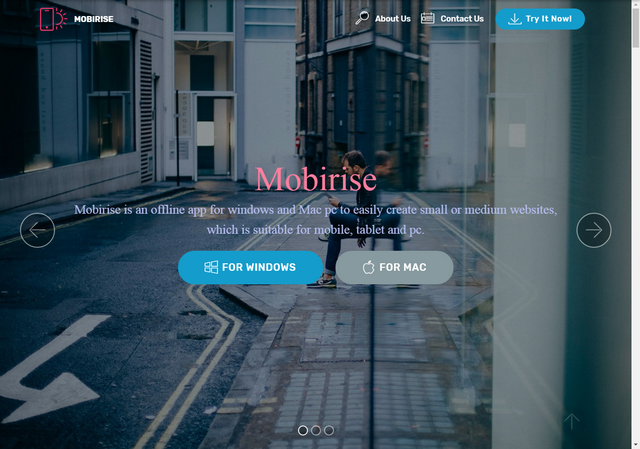 MOBIRISE
About Us
Contact Us
Try It Now!
Mobirise
Mobirise is an offline app for windows and Mac pc to easily create small or medium websites,
which is suitable for mobile, tablet and pc.
FOR WINDOWS
FOR MAC